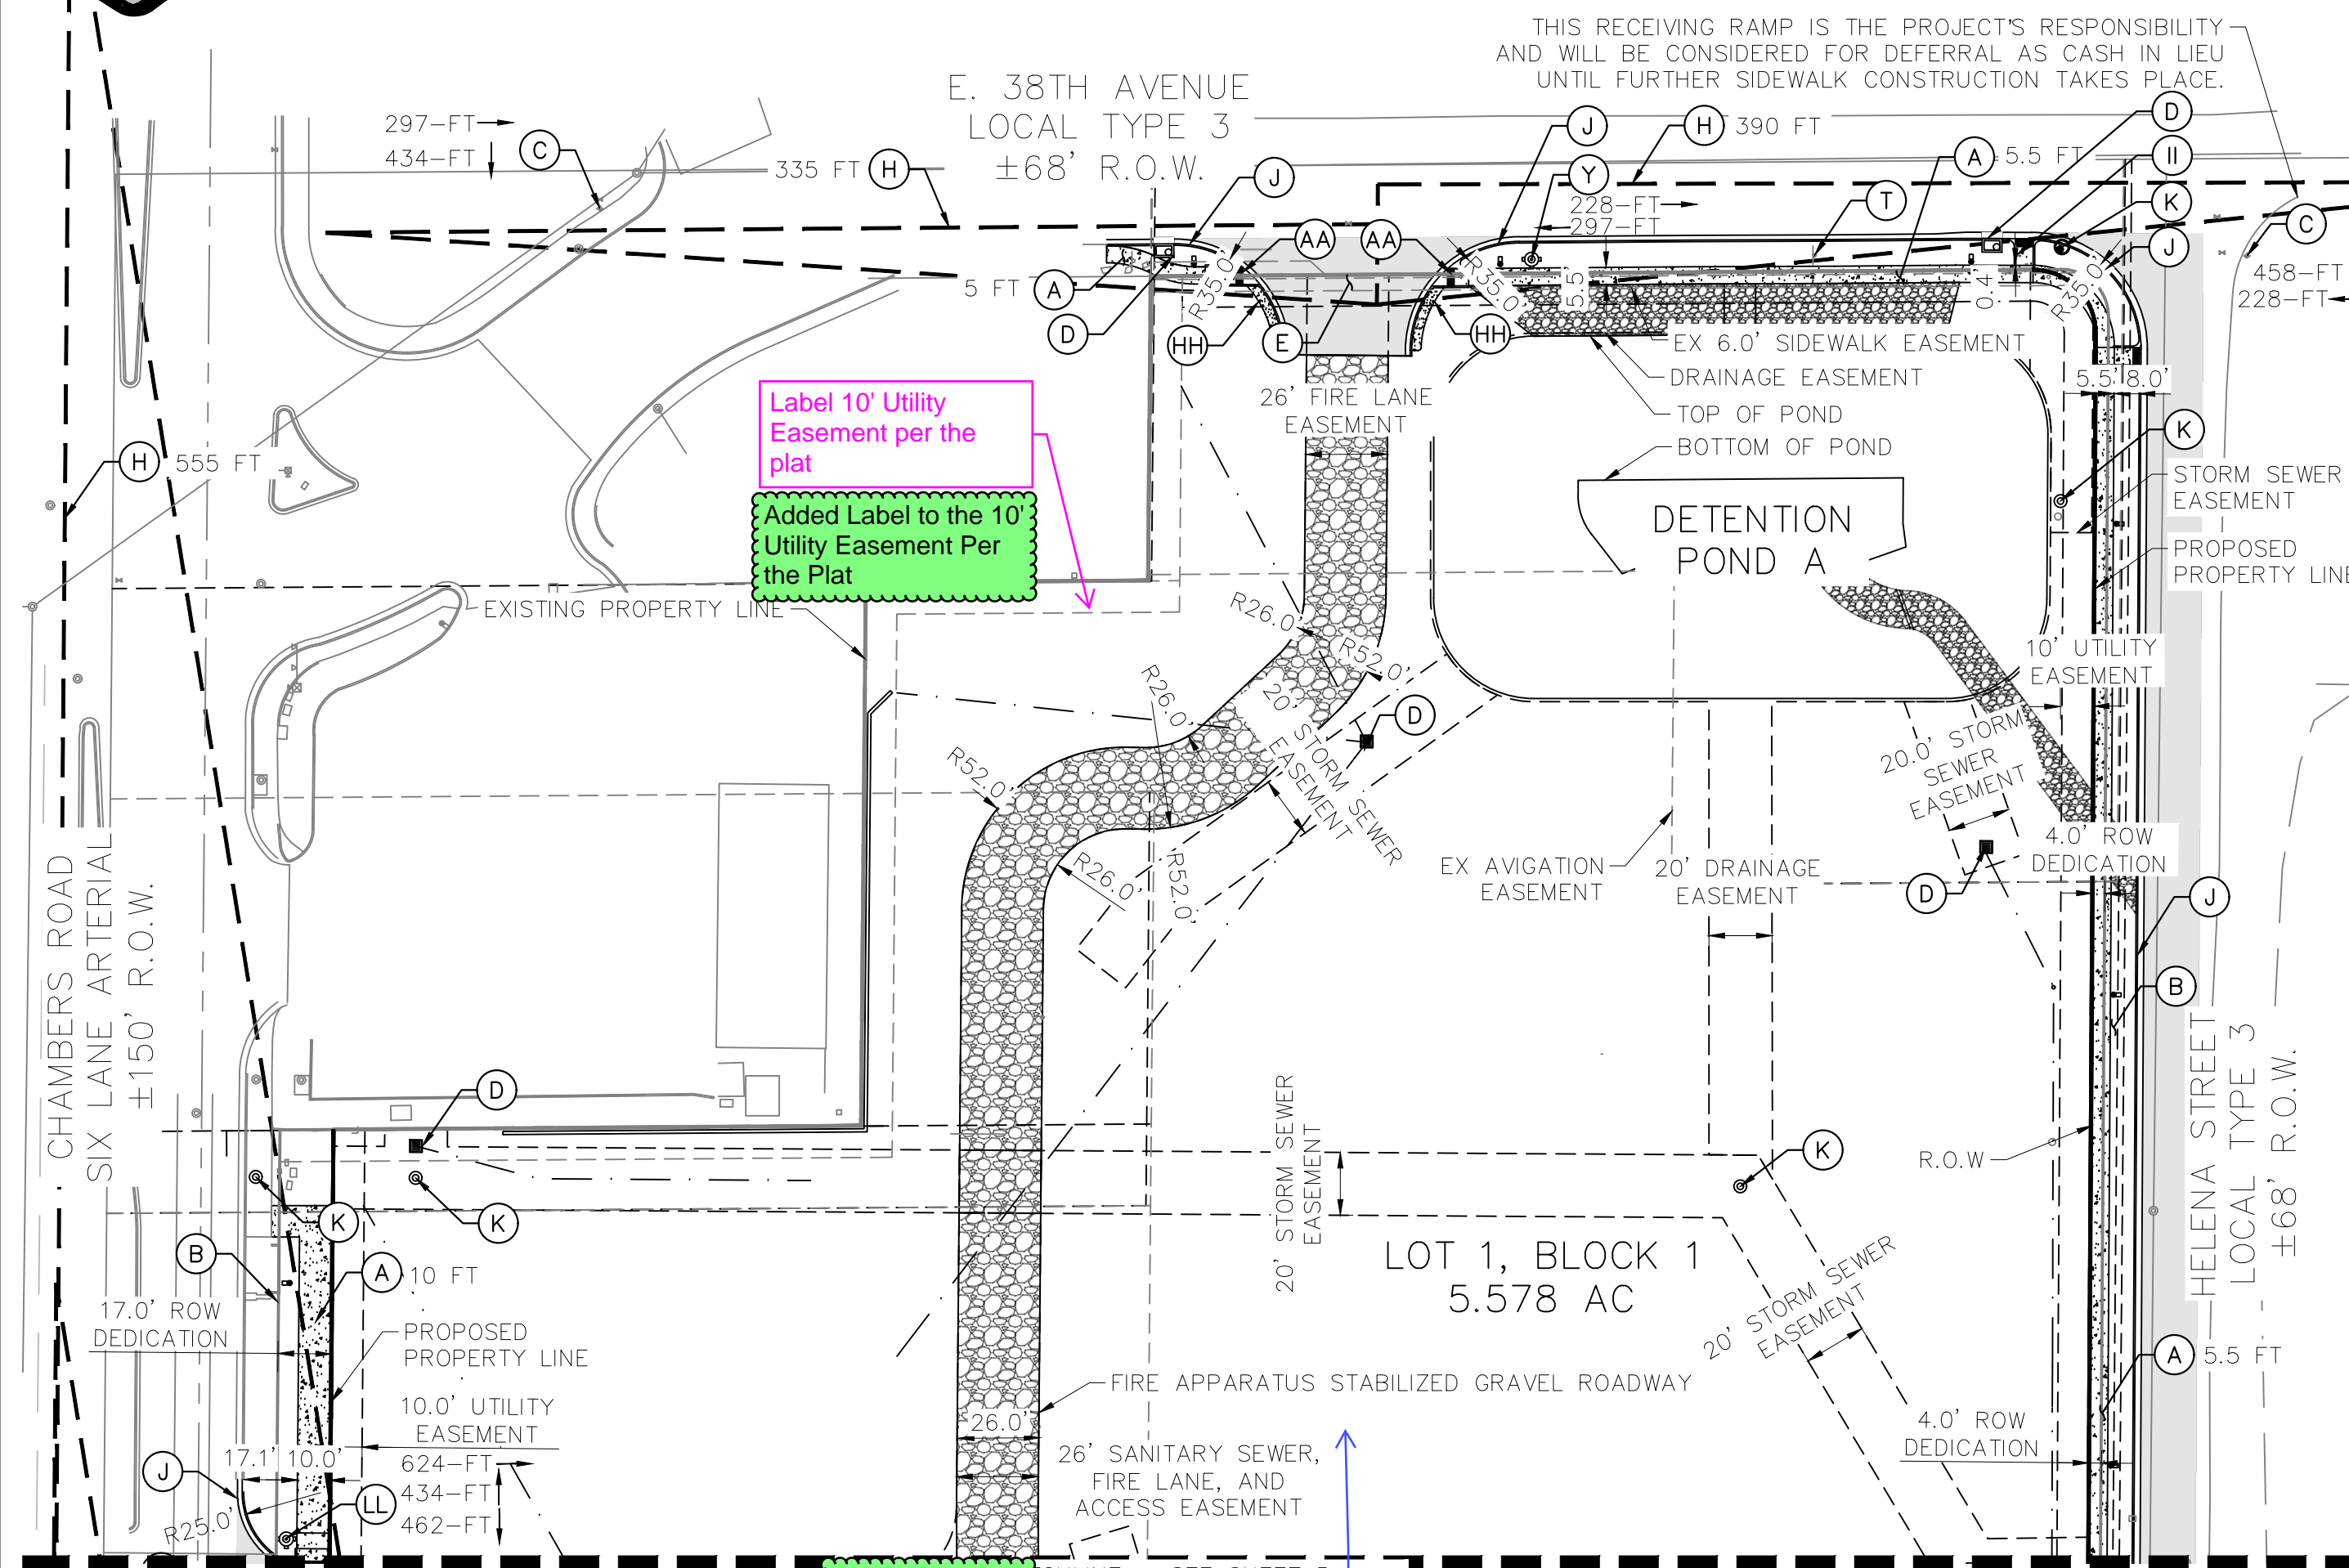 THIS RECEIVING RAMP IS THE PROJECT'S RESPONSIBILITY
AND WILL BE CONSIDERED FOR DEFERRAL AS CASH IN LIEU
UNTIL FURTHER SIDEWALK CONSTRUCTION TAKES PLACE.
E. 38TH AVENUE
LOCAL TYPE 3
±68' R.O.W.
297-FT
434-FT
C
335 FT
H
J
J
H
390 FT
D
A
5.5 FT
II
Y
K
T
228-FT
297-FT
C
J
AA
AA
458-FT
228-FT
R35.0'
R35.0'
5.5'
0.4'
R35.0'
5 FT
A
D
HH
E
HH
EX 6.0' SIDEWALK EASEMENT
DRAINAGE EASEMENT
TOP OF POND
BOTTOM OF POND
5.5'
8.0'
26' FIRE LANE
EASEMENT
Label 10' Utility
Easement per the
plat
Added Label to the 10'
Utility Easement Per
the Plat
H
555 FT
K
STORM SEWER
EASEMENT
DETENTION
POND A
PROPOSED
PROPERTY LINE
EXISTING PROPERTY LINE
R26.0'
R52.0'
10' UTILITY
EASEMENT
R26.0'
20' STORM SEWER
EASEMENT
D
R52.0'
20.0' STORM
SEWER
EASEMENT
R26.0'
R52.0'
4.0' ROW
DEDICATION
EX AVIGATION
EASEMENT
20' DRAINAGE
EASEMENT
D
J
CHAMBERS ROAD
SIX LANE ARTERIAL
±150' R.O.W.
B
HELENA STREET
LOCAL TYPE 3
±68' R.O.W.
D
K
R.O.W
20' STORM SEWER
EASEMENT
K
K
B
A
10 FT
LOT 1, BLOCK 1
5.578 AC
17.0' ROW
DEDICATION
PROPOSED
PROPERTY LINE
20' STORM SEWER
EASEMENT
A
5.5 FT
FIRE APPARATUS STABILIZED GRAVEL ROADWAY
10.0' UTILITY
EASEMENT
26.0'
4.0' ROW
DEDICATION
17.1'
10.0'
624-FT
434-FT
462-FT
J
LL
R25.0'
26' SANITARY SEWER,
FIRE LANE, AND
ACCESS EASEMENT